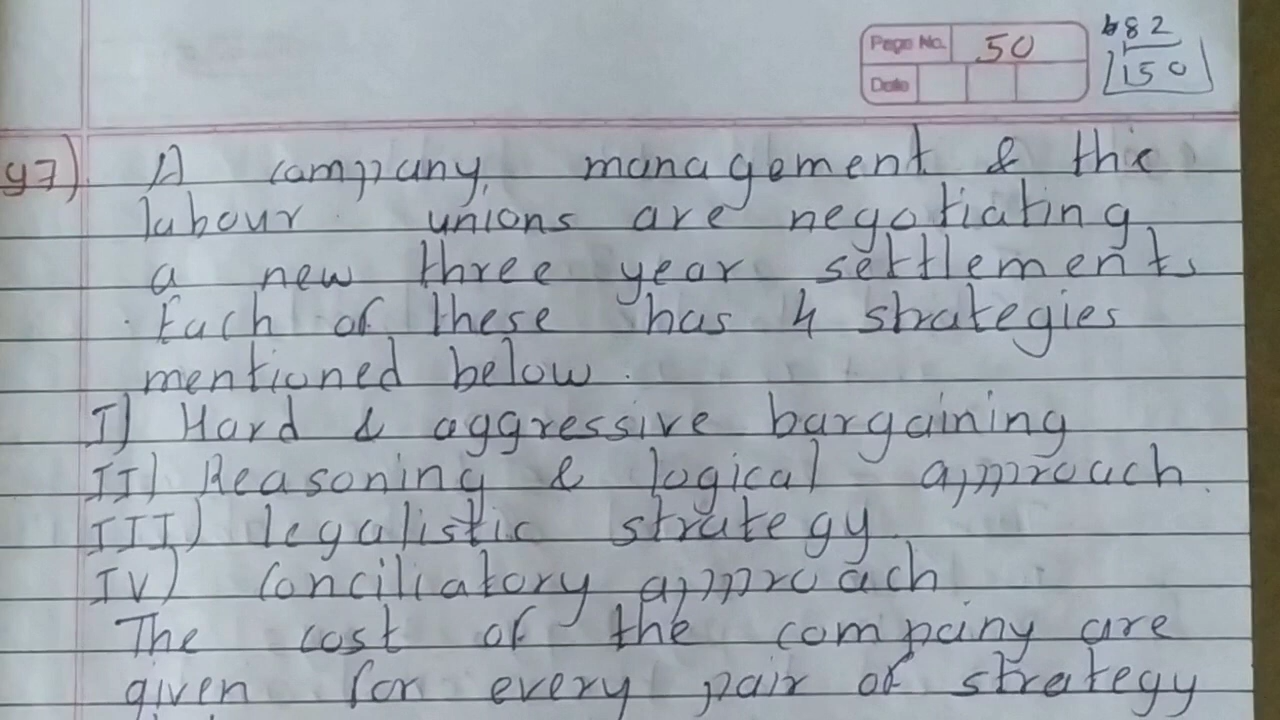 Page No. 50
Date
682
150
97) A company, management & the
labour unions are negotiating
a new three year settlements
Each of these has 4 strategies
mentioned below.
I) Hard & aggressive bargaining
II) Reasoning & logical approach.
III) legalistic strategy
IV) Conciliatory approach
The cost of the company are
given for every pair of strategy